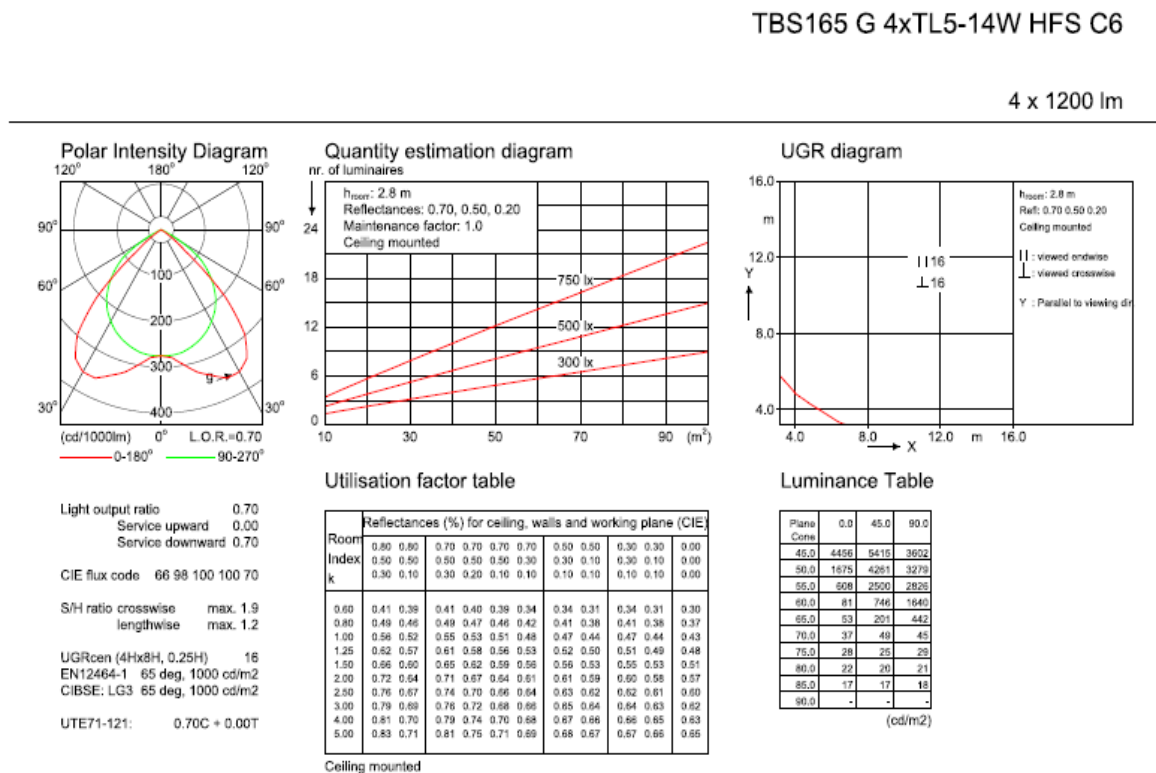 TBS165 G 4xTL5-14W HFS C6
4 x 1200 lm
Polar Intensity Diagram
120° 180° 120°
90° 90°
60° 60°
30° 30°
100
200
300
400
g
(cd/1000lm) 0° L.O.R.=0.70
0-180° 90-270°
Quantity estimation diagram
nr. of luminaires
hroom: 2.8 m
Reflectances: 0.70, 0.50, 0.20
Maintenance factor: 1.0
Ceiling mounted
24
18
12
6
0
750 lx
500 lx
300 lx
10 30 50 70 90 (m²)
UGR diagram
16.0
m
12.0
Y
8.0
4.0
|| 16
⊥ 16
hroom: 2.8 m
Refl: 0.70 0.50 0.20
Ceiling mounted
|| : viewed endwise
⊥ : viewed crosswise
Y : Parallel to viewing dir.
4.0 8.0 12.0 m 16.0
X
Light output ratio 0.70
Service upward 0.00
Service downward 0.70
CIE flux code 66 98 100 100 70
S/H ratio crosswise max. 1.9
lengthwise max. 1.2
UGRcen (4Hx8H, 0.25H) 16
EN12464-1 65 deg, 1000 cd/m2
CIBSE: LG3 65 deg, 1000 cd/m2
UTE71-121: 0.70C + 0.00T
Utilisation factor table
Room Index k
Reflectances (%) for ceiling, walls and working plane (CIE)
0.80 0.80 0.70 0.70 0.70 0.70 0.50 0.50 0.30 0.30 0.00
0.50 0.50 0.50 0.50 0.50 0.30 0.30 0.10 0.30 0.10 0.00
0.30 0.10 0.30 0.20 0.10 0.10 0.10 0.10 0.10 0.10 0.00
0.60 0.41 0.39 0.41 0.40 0.39 0.34 0.34 0.31 0.34 0.31 0.30
0.80 0.49 0.46 0.49 0.47 0.46 0.42 0.41 0.38 0.41 0.38 0.37
1.00 0.56 0.52 0.55 0.53 0.51 0.48 0.47 0.44 0.47 0.44 0.43
1.25 0.62 0.57 0.61 0.58 0.56 0.53 0.52 0.50 0.51 0.49 0.48
1.50 0.66 0.60 0.65 0.62 0.59 0.56 0.56 0.53 0.55 0.53 0.51
2.00 0.72 0.64 0.71 0.67 0.64 0.61 0.61 0.59 0.60 0.58 0.57
2.50 0.76 0.67 0.74 0.70 0.66 0.64 0.63 0.62 0.62 0.61 0.60
3.00 0.79 0.69 0.76 0.72 0.68 0.66 0.65 0.64 0.64 0.63 0.62
4.00 0.81 0.70 0.79 0.74 0.70 0.68 0.67 0.66 0.66 0.65 0.63
5.00 0.83 0.71 0.81 0.75 0.71 0.69 0.68 0.67 0.67 0.66 0.65
Ceiling mounted
Luminance Table
Plane Cone 0.0 45.0 90.0
45.0 4456 5415 3602
50.0 1675 4261 3279
55.0 608 2500 2826
60.0 81 746 1640
65.0 53 201 442
70.0 37 49 45
75.0 28 25 29
80.0 22 20 21
85.0 17 17 18
90.0 - - -
(cd/m2)